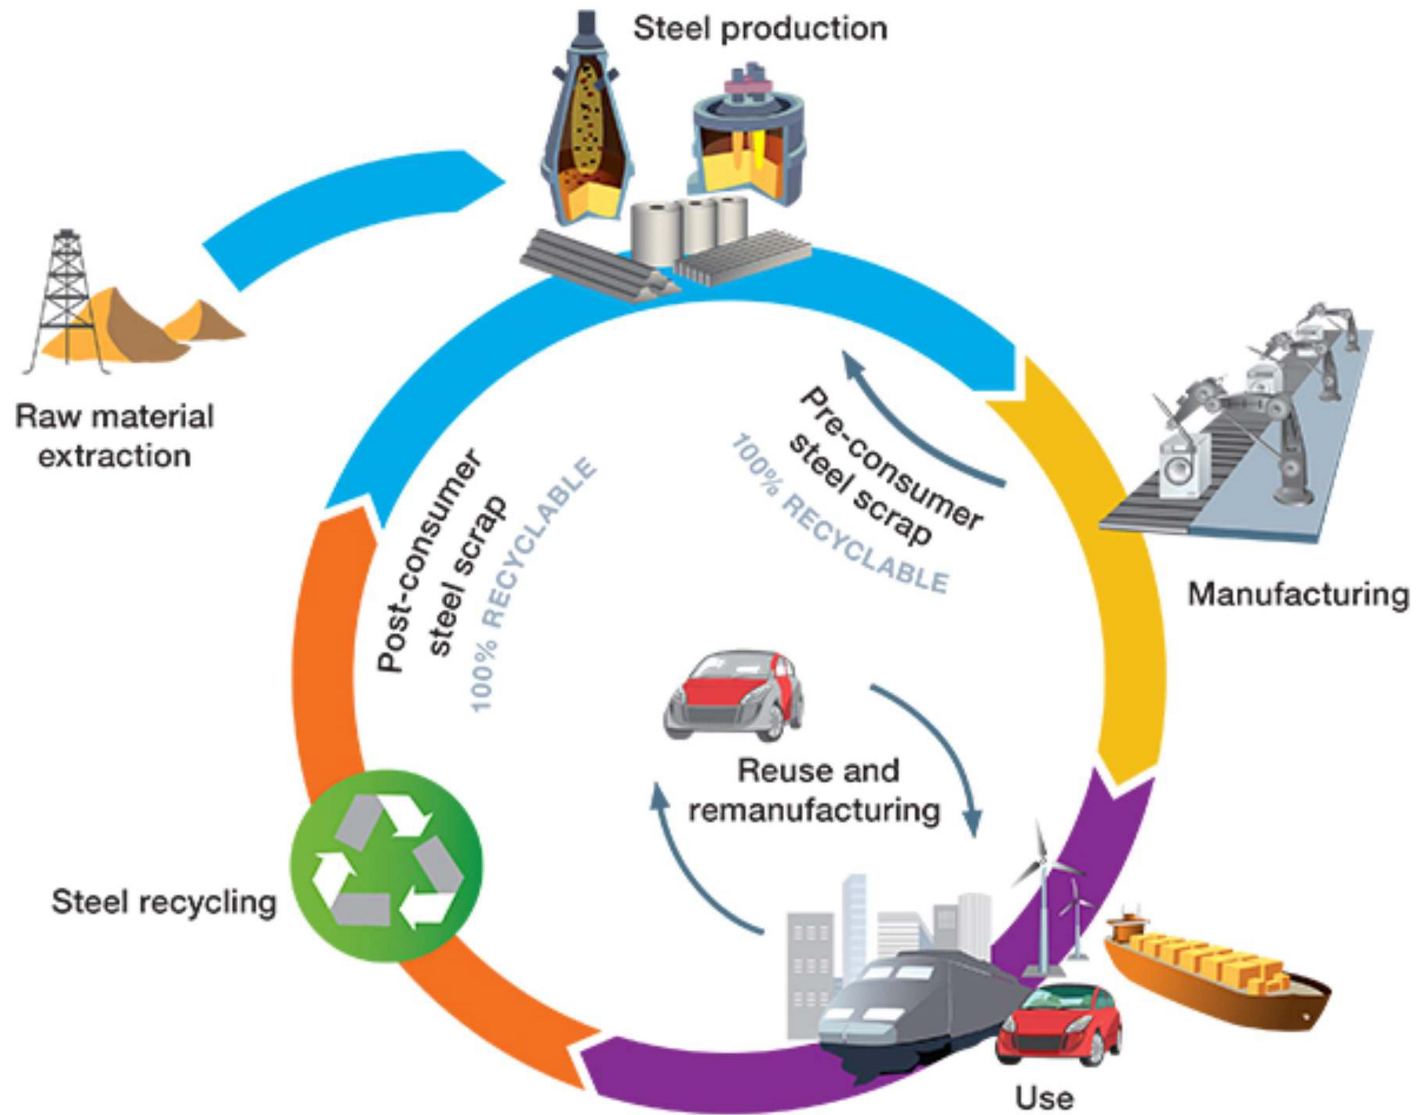 Steel production
Raw material
extraction
Pre-consumer
steel scrap
100% RECYCLABLE
Post-consumer
steel scrap
100% RECYCLABLE
Manufacturing
Reuse and
remanufacturing
Steel recycling
Use